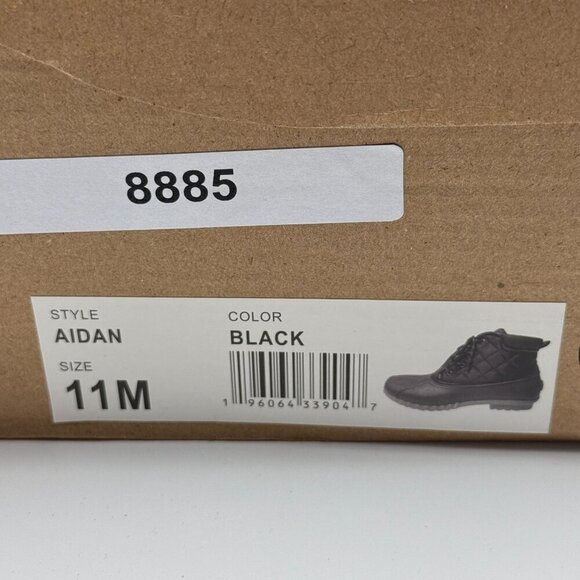 8885
STYLE
AIDAN
COLOR
BLACK
SIZE
11M
1 96064 33904 7